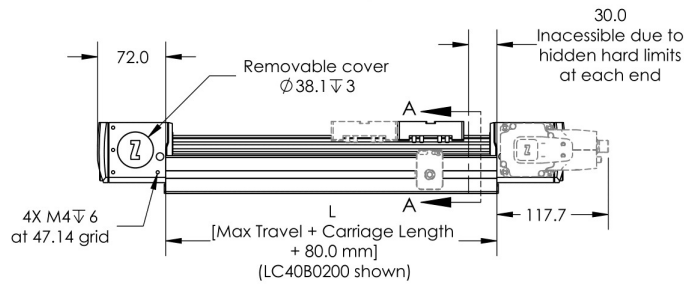 30.0
Inacessible due to
hidden hard limits
at each end
72.0
Removable cover
Ø38.1↧3
A
Z
Z
4X M4↧6
at 47.14 grid
A
L
[Max Travel + Carriage Length
+ 80.0 mm]
(LC40B0200 shown)
117.7